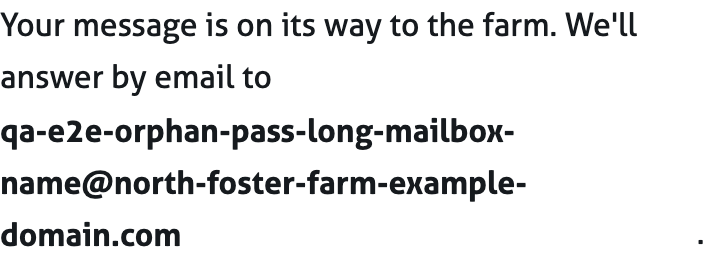 Your message is on its way to the farm. We'll
answer by email to
qa-e2e-orphan-pass-long-mailbox-
name@north-foster-farm-example-
domain.com .